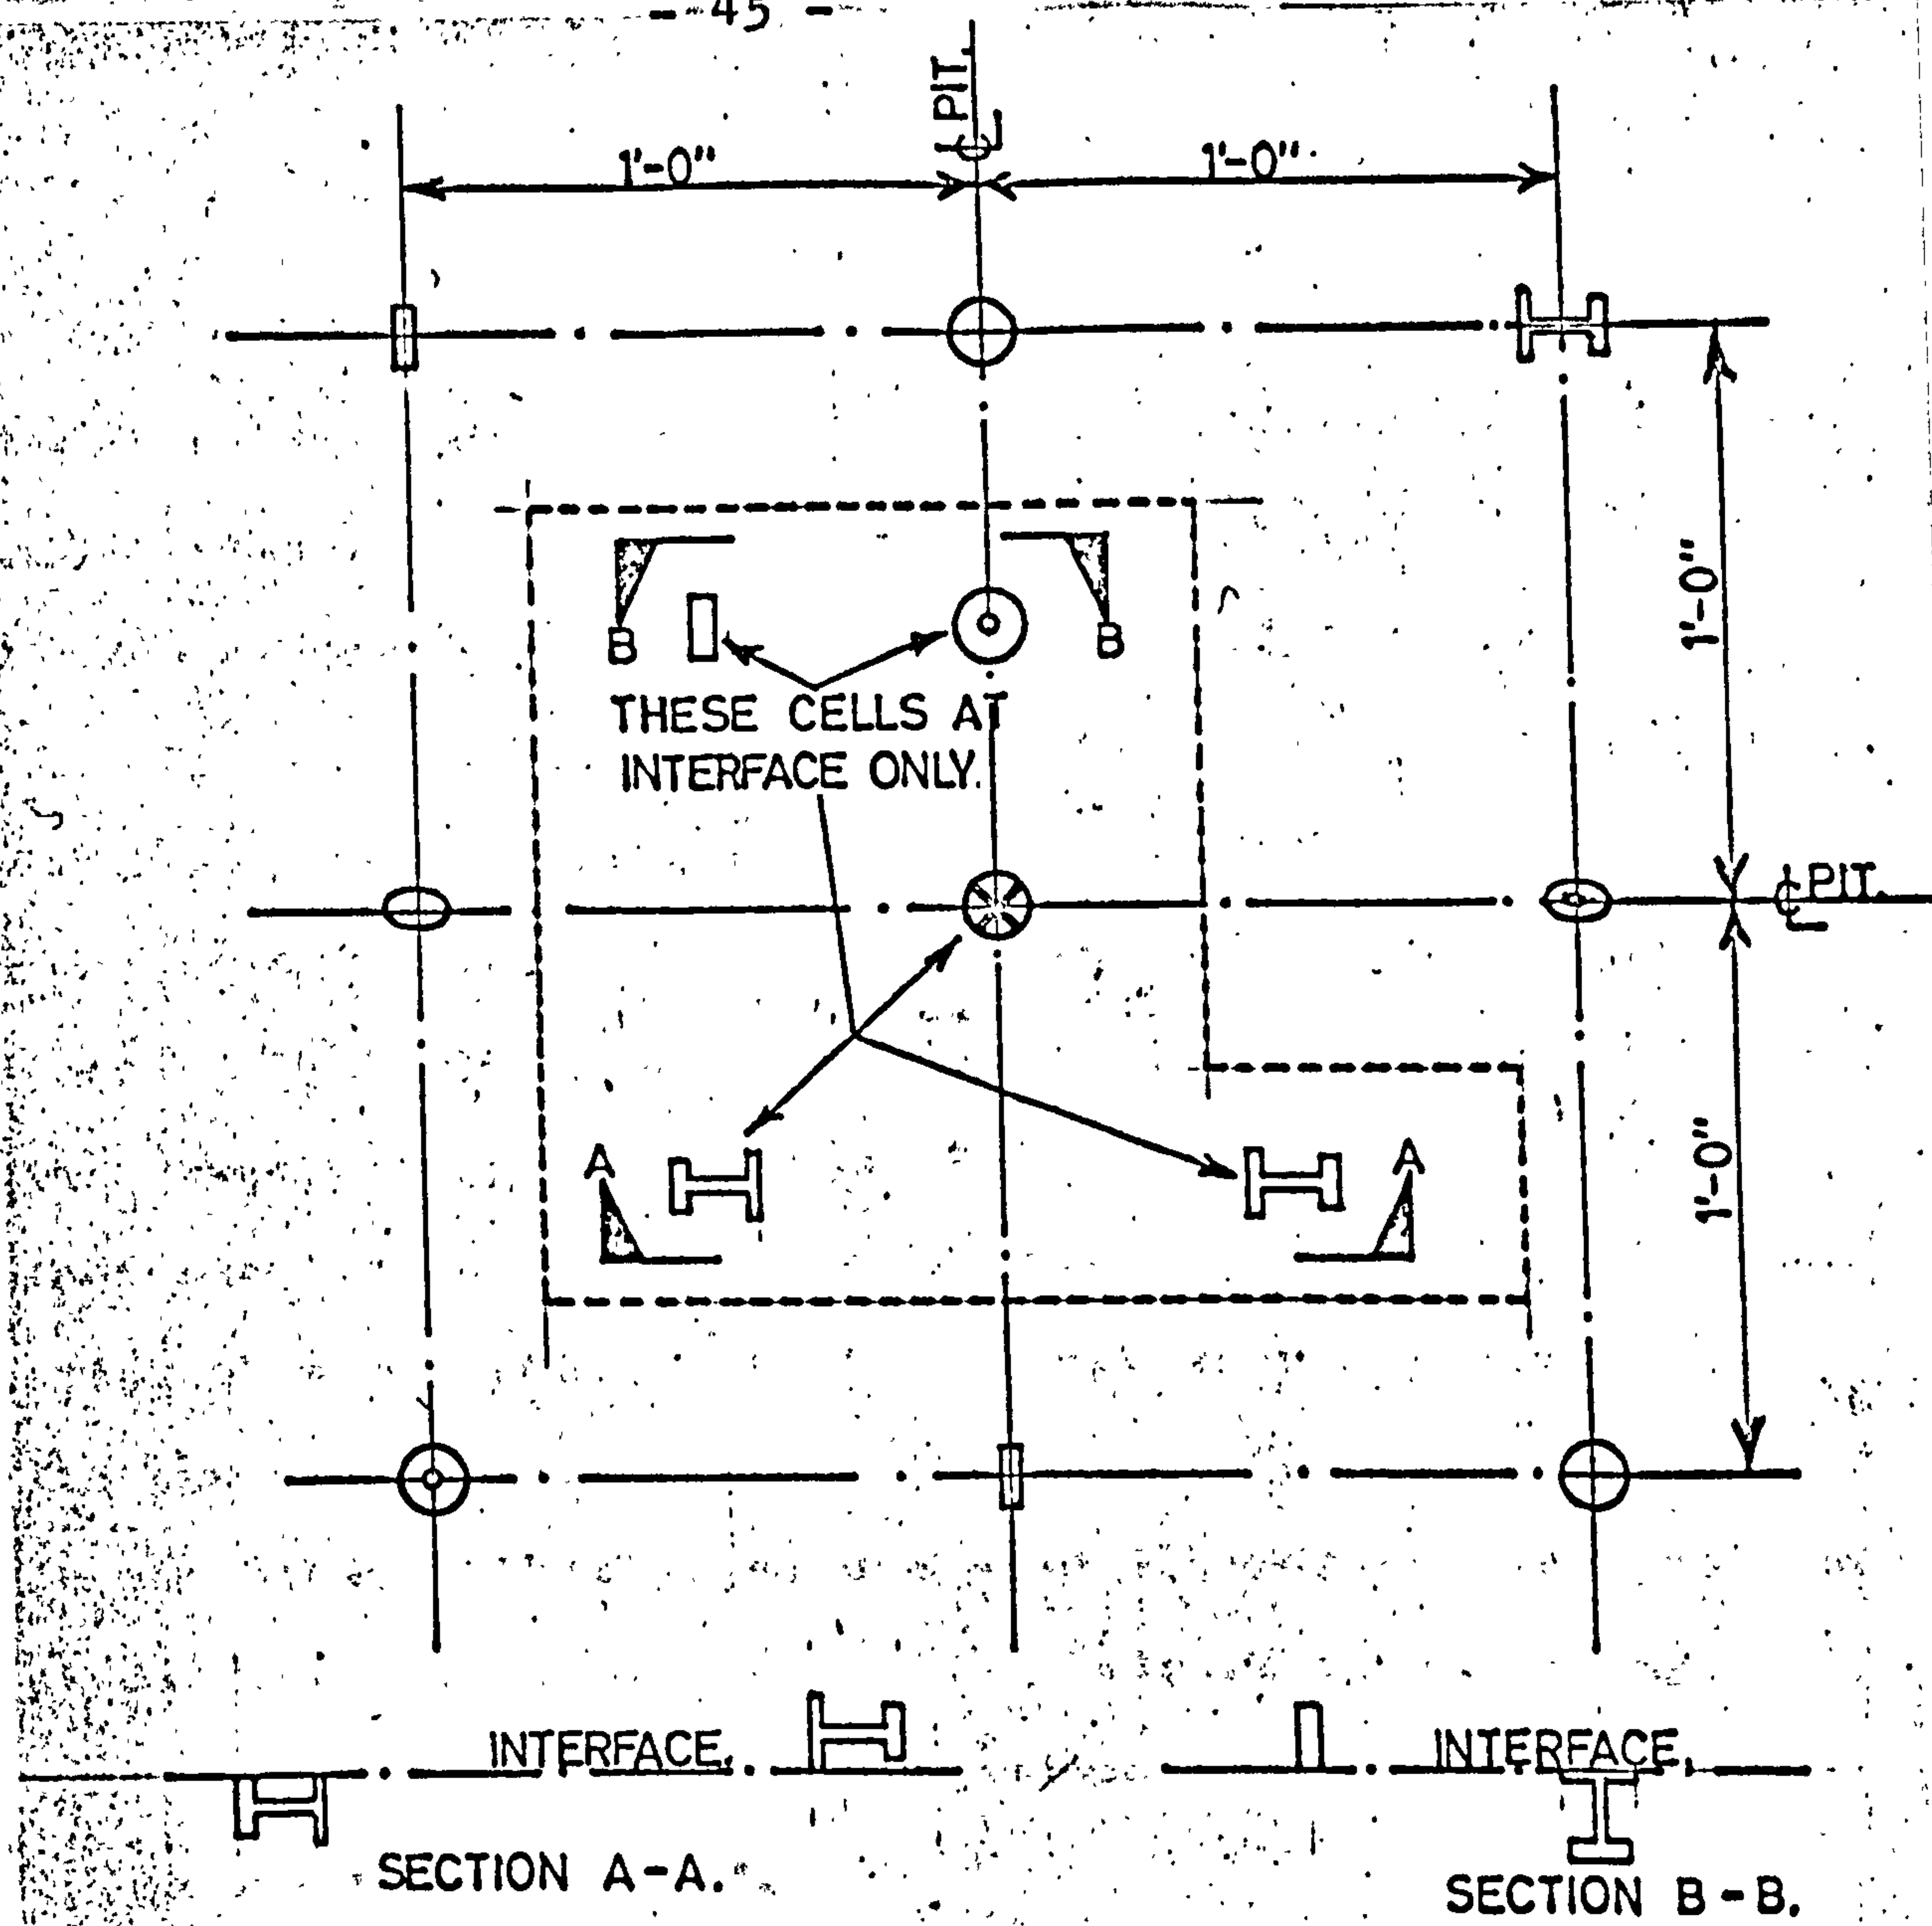 - 45 -
℄ PIT.
1'-0" 1'-0"
1'-0"
B B
THESE CELLS AT
INTERFACE ONLY.
℄ PIT.
A A
1'-0"
INTERFACE. INTERFACE.
SECTION A-A.
SECTION B-B.